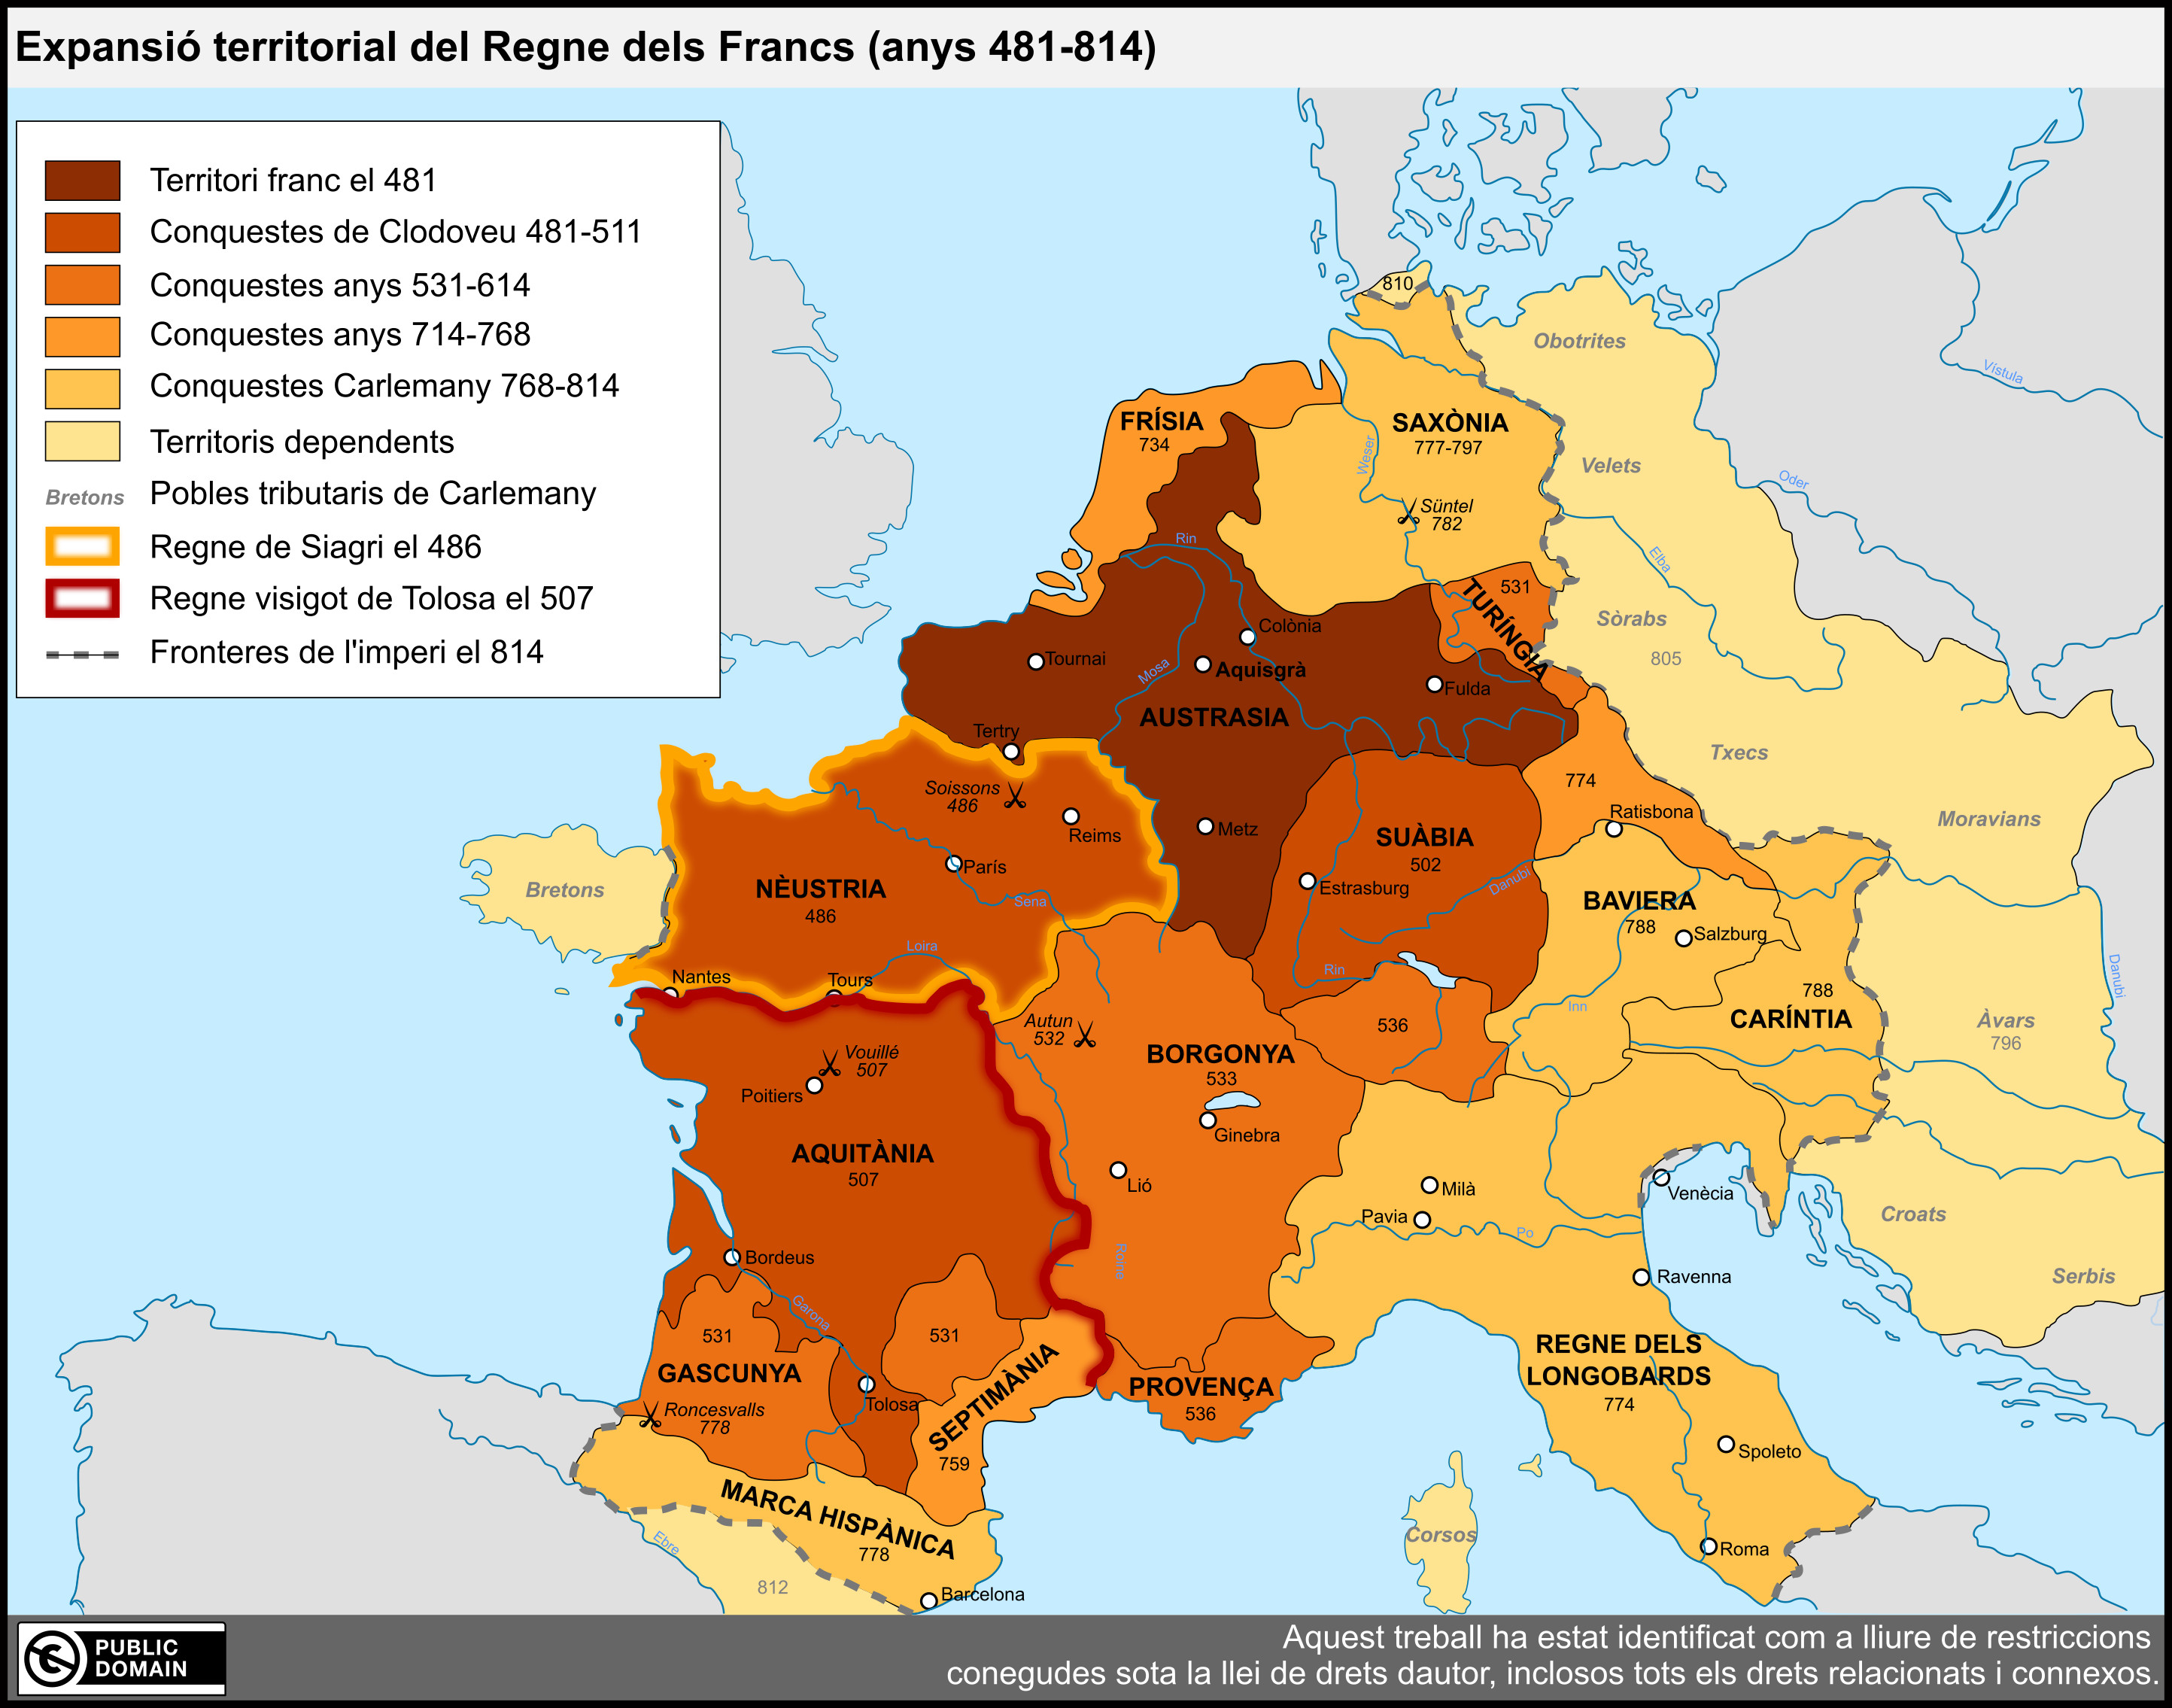 Expansió territorial del Regne dels Francs (anys 481-814)
Territori franc el 481
Conquestes de Clodoveu 481-511
Conquestes anys 531-614
Conquestes anys 714-768
Conquestes Carlemany 768-814
Territoris dependents
Bretons Pobles tributaris de Carlemany
Regne de Siagri el 486
Regne visigot de Tolosa el 507
Fronteres de l'imperi el 814
810
Obotrites
Vistula
FRÍSIA
734
SAXÒNIA
777-797
Weser
Velets
Oder
Süntel
782
Rin
Elba
531
TURÍNGIA
Sòrabs
805
Colònia
Tournai
Mosa
Aquisgrà
Fulda
AUSTRASIA
Tertry
Txecs
774
Soissons
486
Ratisbona
Reims
Metz
SUÀBIA
502
Moravians
París
Estrasburg
Danubi
Bretons
NÈUSTRIA
486
Sena
BAVIERA
788
Salzburg
Loira
Rin
Danubi
Nantes
Tours
Inn
788
CARÍNTIA
Àvars
796
Autun
532
536
Vouillé
507
BORGONYA
533
Poitiers
Ginebra
AQUITÀNIA
507
Lió
Milà
Venècia
Pavia
Po
Croats
Bordeus
Roine
Ravenna
Serbis
Garona
531
531
GASCUNYA
SEPTIMÀNIA
759
REGNE DELS
LONGOBARDS
774
PROVENÇA
536
Tolosa
Roncesvalls
778
Spoleto
MARCA HISPÀNICA
778
Ebre
Corsos
Roma
812
Barcelona
PUBLIC
DOMAIN
Aquest treball ha estat identificat com a lliure de restriccions
conegudes sota la llei de drets dautor, inclosos tots els drets relacionats i connexos.